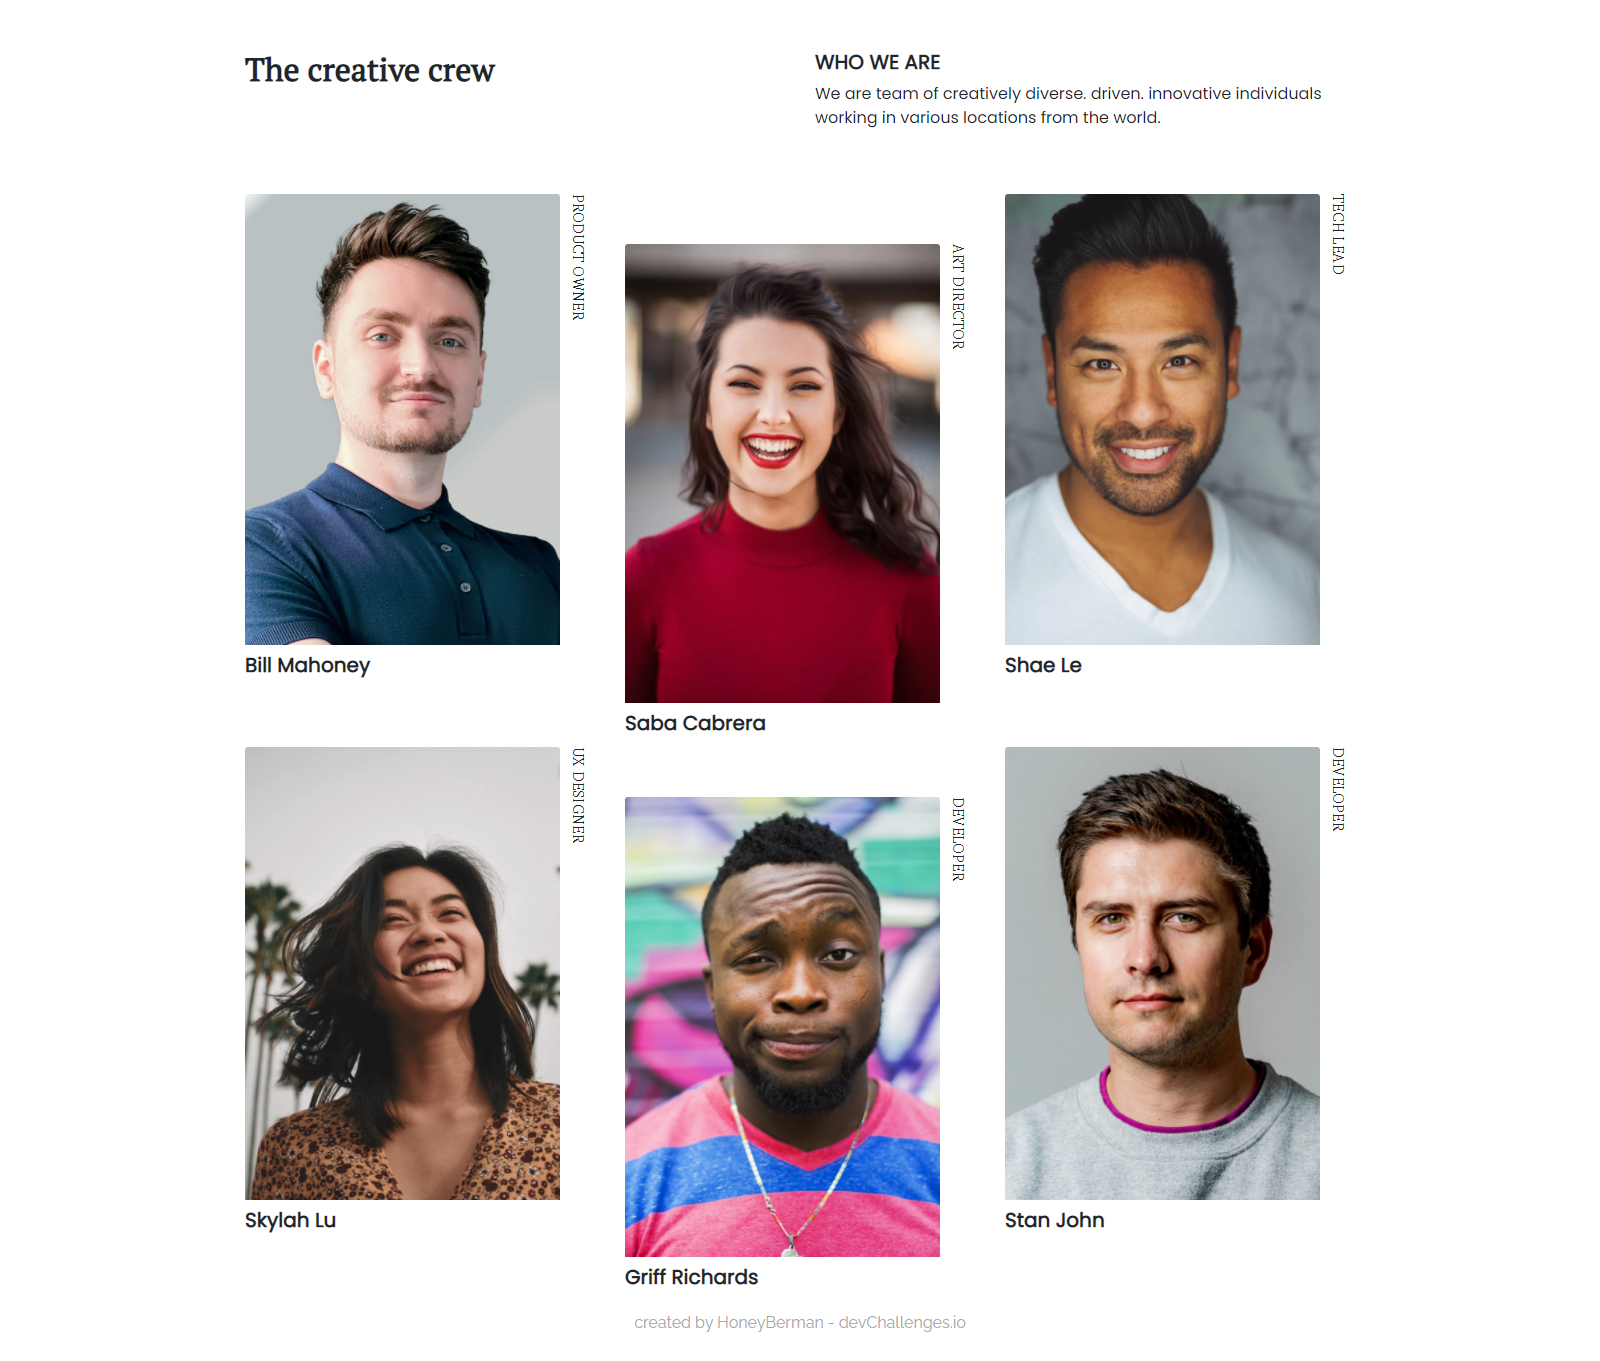 The creative crew
WHO WE ARE
We are team of creatively diverse. driven. innovative individuals
working in various locations from the world.
PRODUCT OWNER
Bill Mahoney
ART DIRECTOR
Saba Cabrera
TECH LEAD
Shae Le
UX DESIGNER
Skylah Lu
DEVELOPER
Griff Richards
DEVELOPER
Stan John
created by HoneyBerman - devChallenges.io